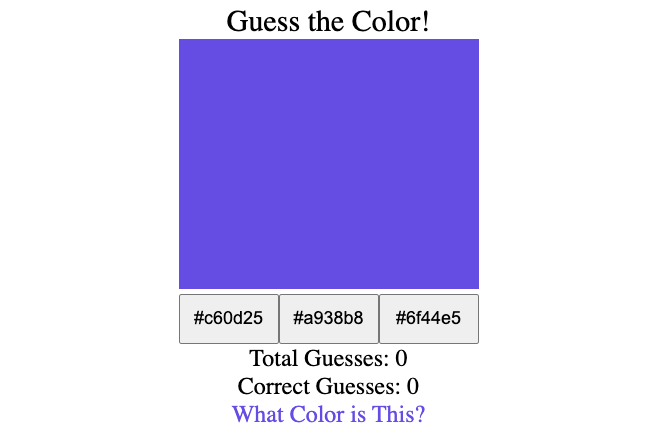 Guess the Color!
#c60d25 #a938b8 #6f44e5
Total Guesses: 0
Correct Guesses: 0
What Color is This?